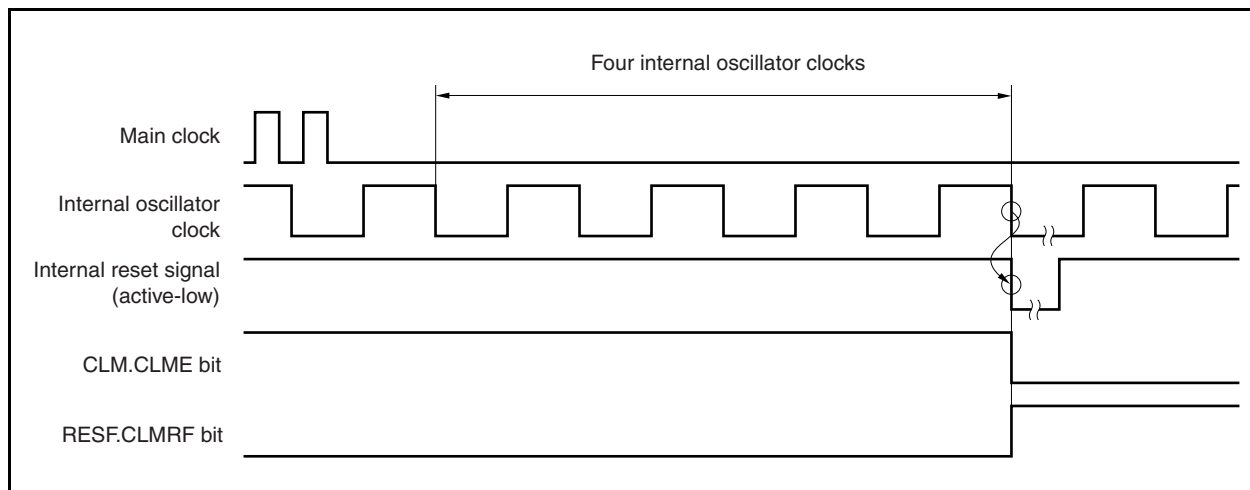 Four internal oscillator clocks
Main clock
Internal oscillator
clock
Internal reset signal
(active-low)
CLM.CLME bit
RESF.CLMRF bit